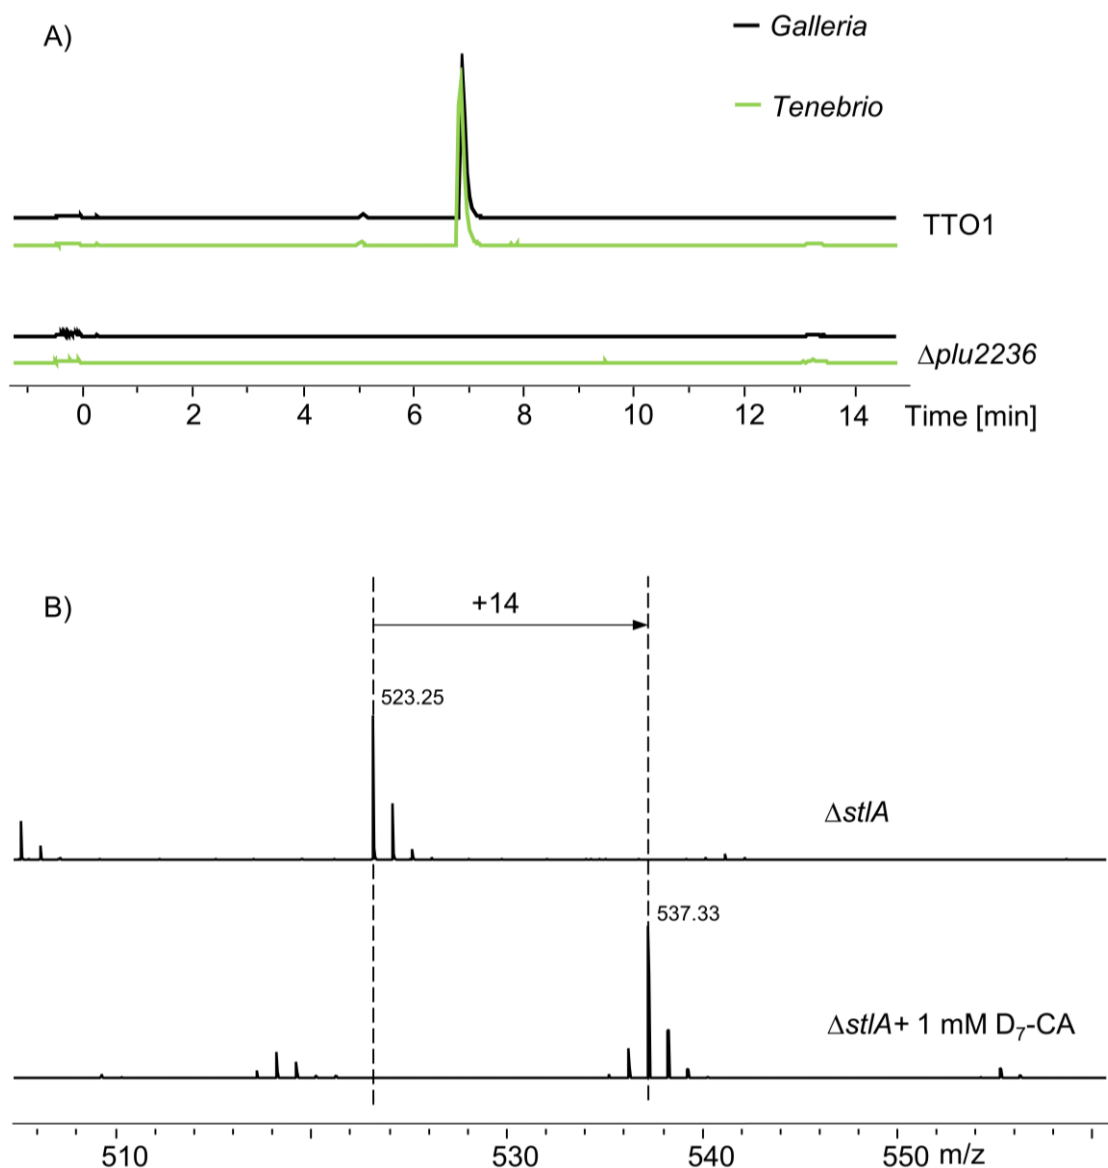 A)
Galleria
Tenebrio
TTO1
Δplu2236
0 2 4 6 8 10 12 14 Time [min]
B)
+14
523.25
ΔstlA
537.33
ΔstlA+ 1 mM D₇-CA
510 530 540 550 m/z